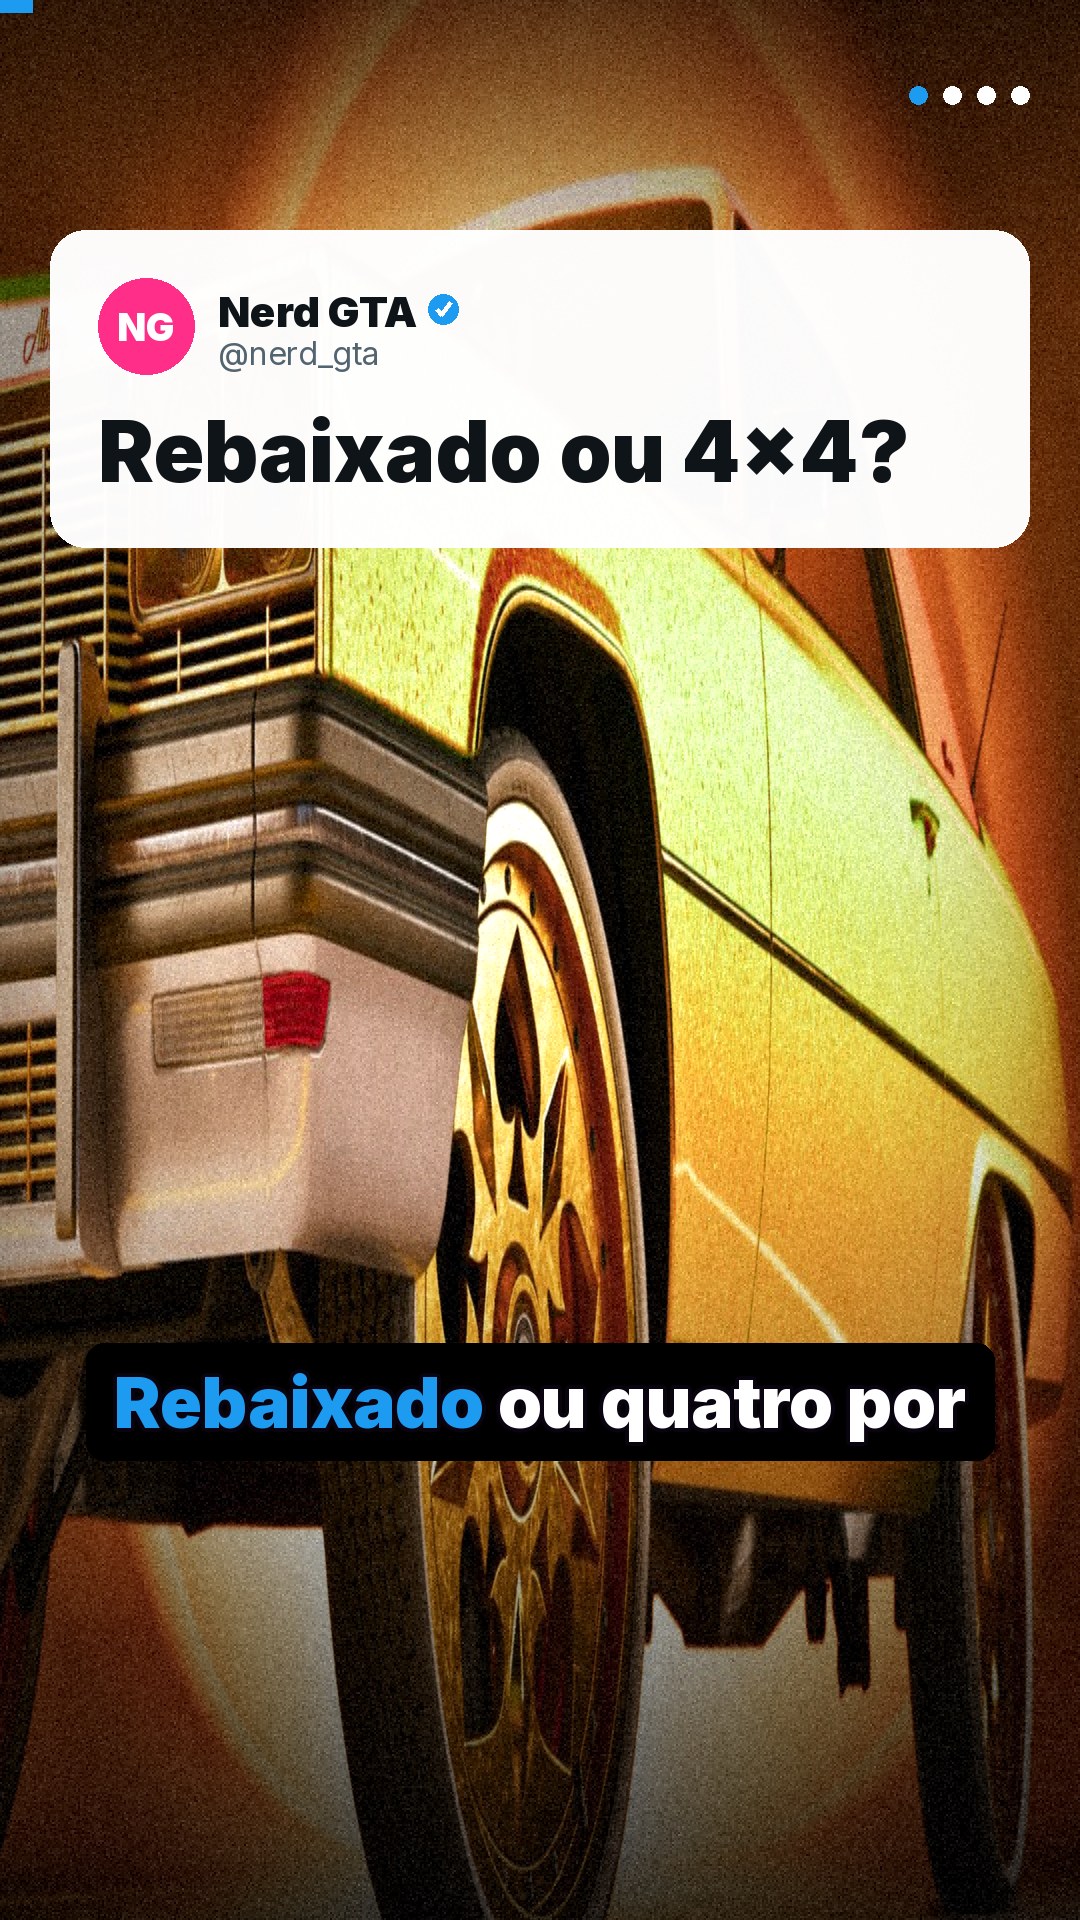 NG
Nerd GTA
@nerd_gta
Rebaixado ou 4×4?
Rebaixado ou quatro por